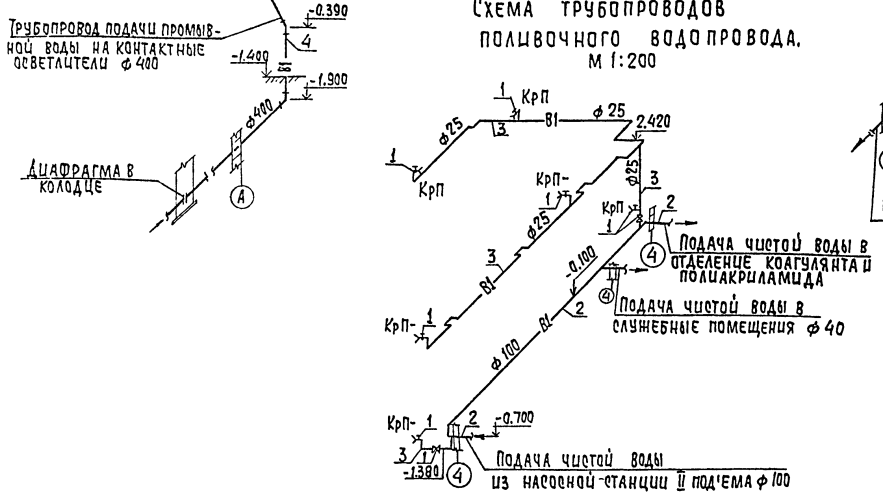 СХЕМА ТРУБОПРОВОДОВ
ПОЛИВОЧНОГО ВОДОПРОВОДА.
М 1:200
ТРУБОПРОВОД ПОДАЧИ ПРОМЫВ-
НОЙ ВОДЫ НА КОНТАКТНЫЕ
ОСВЕТЛИТЕЛИ ф 400
-0.390
4
-1.400
-1.900
ф400
ДИАФРАГМА В
КОЛОДЦЕ
А
1 КрП
3 В1 ф 25
2.420
ф 25
1
КрП
ф25
3
КрП-
1
ф25
3
В1
КрП- 1
КрП
1
2
4
ПОДАЧА ЧИСТОЙ ВОДЫ В
ОТДЕЛЕНИЕ КОАГУЛЯНТА И
ПОЛИАКРИЛАМИДА
-0.100
4
2
В1
ПОДАЧА ЧИСТОЙ ВОДЫ В
СЛУЖЕБНЫЕ ПОМЕЩЕНИЯ ф 40
ф 100
КрП- 1
2
-0.700
3
1
-1.380
4
ПОДАЧА ЧИСТОЙ ВОДЫ
ИЗ НАСОСНОЙ СТАНЦИИ II ПОД'ЕМА ф 100